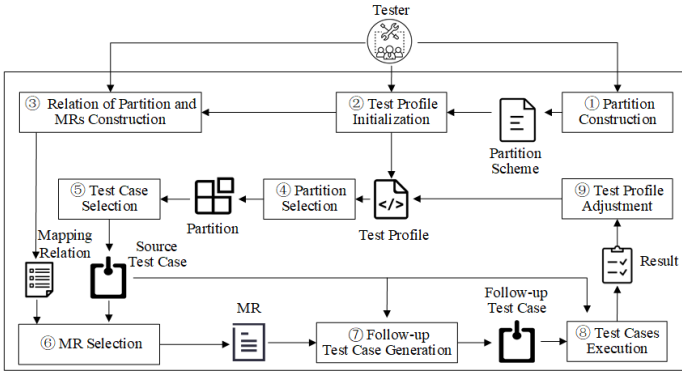 Tester
③ Relation of Partition and
MRs Construction
② Test Profile
Initialization
① Partition
Construction
Partition
Scheme
⑤ Test Case
Selection
Partition
④ Partition
Selection
Test Profile
⑨ Test Profile
Adjustment
Mapping
Relation
Source
Test Case
Result
MR
Follow-up
Test Case
⑥ MR Selection
⑦ Follow-up
Test Case Generation
⑧ Test Cases
Execution